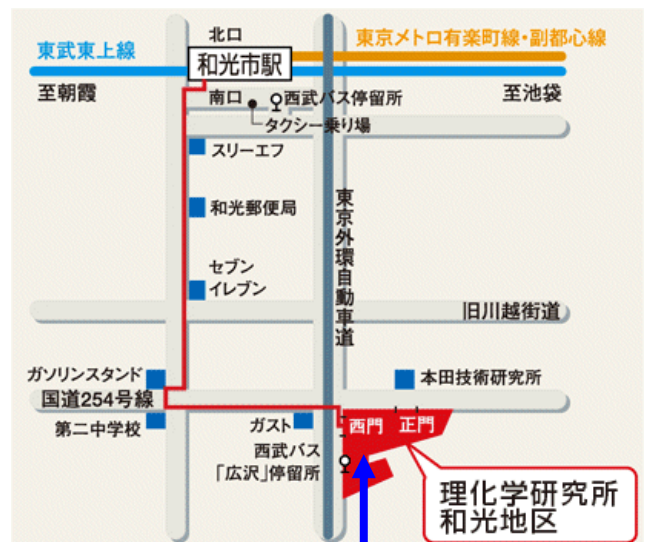 北口
東武東上線
東京メトロ有楽町線・副都心線
和光市駅
至朝霞
南口
西武バス停留所
至池袋
タクシー乗り場
スリーエフ
和光郵便局
東京外環自動車道
セブン
イレブン
旧川越街道
ガソリンスタンド
国道254号線
本田技術研究所
第二中学校
ガスト
西門
正門
西武バス
「広沢」停留所
理化学研究所
和光地区